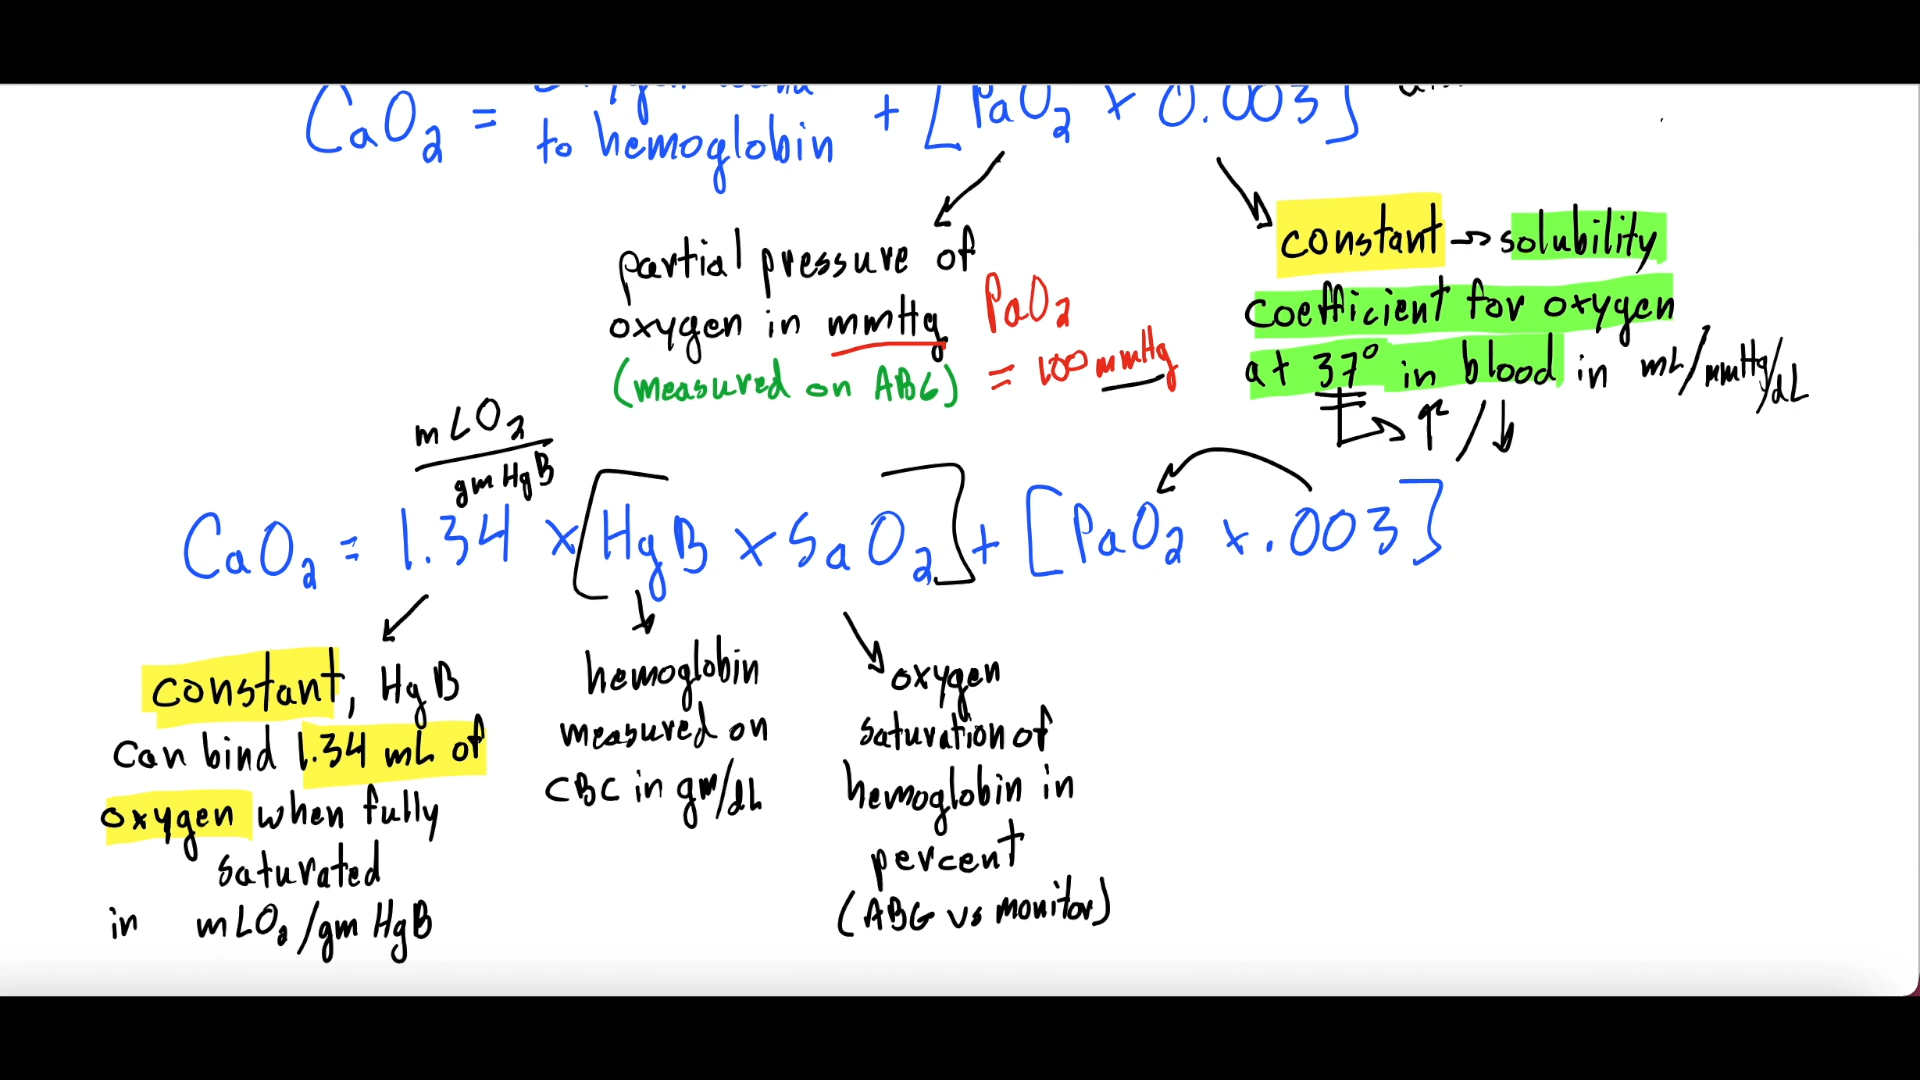 CaO2 = to hemoglobin + [PaO2 x 0.003]
partial pressure of
oxygen in mmHg
(measured on ABG)
PaO2
= 100 mmHg
constant → solubility
coefficient for oxygen
at 37° in blood in mL/mmHg/dL
↑/↓
mLO2
gm HgB
CaO2 = 1.34 x [HgB x SaO2] + [PaO2 x .003]
constant, HgB
can bind 1.34 mL of
oxygen when fully
saturated
in mLO2/gm HgB
hemoglobin
measured on
CBC in gm/dL
oxygen
saturation of
hemoglobin in
percent
(ABG vs monitor)